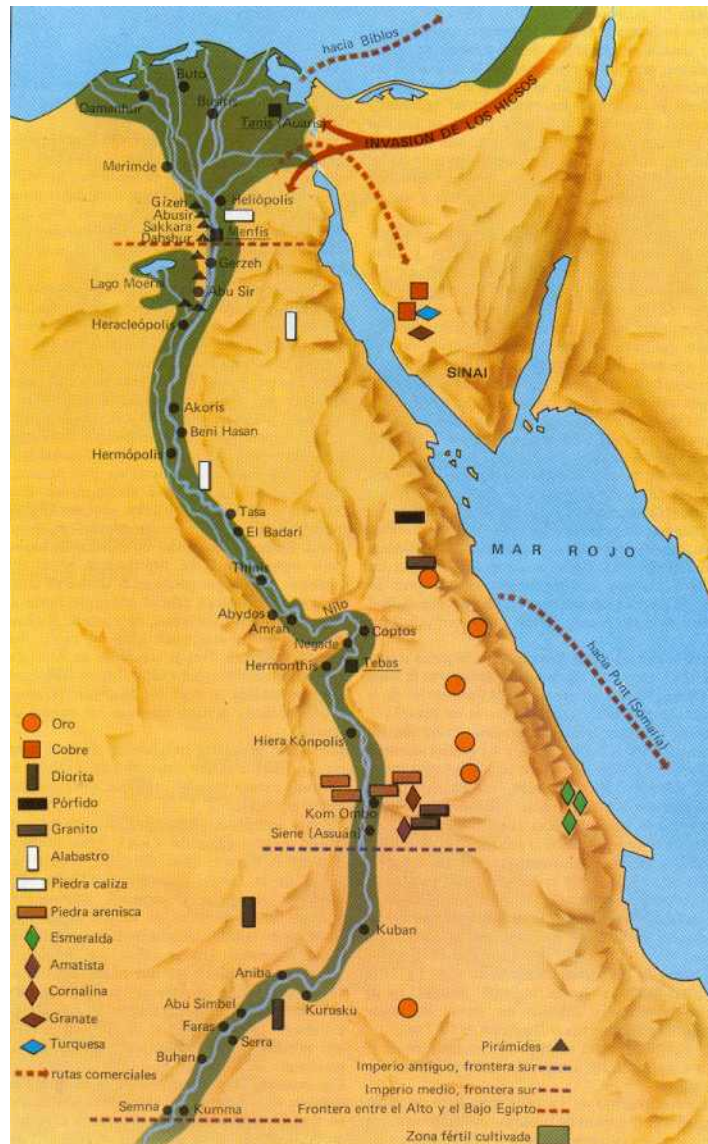 hacia Biblos
Buto
Damanhur
Busiris
Tanis (Auaris)
INVASION DE LOS HICSOS
Merimde
Gízeh
Heliópolis
Abusir
Sakkara
Menfis
Dahshur
Gerzeh
Lago Moeris
Abu Sir
Heracleópolis
SINAI
Akoris
Beni Hasan
Hermópolis
Tasa
El Badari
MAR ROJO
Thinis
Abydos
Amrah
Nilo
Coptos
Negade
Hermonthis
Tebas
hacia Punt (Somalía)
Hiera Kónpolis
Kom Ombo
Siene (Assuán)
Kuban
Aniba
Abu Simbel
Kurosku
Faras
Serra
Buhen
Semna
Kumma
Oro
Cobre
Diorita
Pórfido
Granito
Alabastro
Piedra caliza
Piedra arenisca
Esmeralda
Amatista
Cornalina
Granate
Turquesa
rutas comerciales
Pirámides
Imperio antiguo, frontera sur
Imperio medio, frontera sur
Frontera entre el Alto y el Bajo Egipto
Zona fértil cultivada